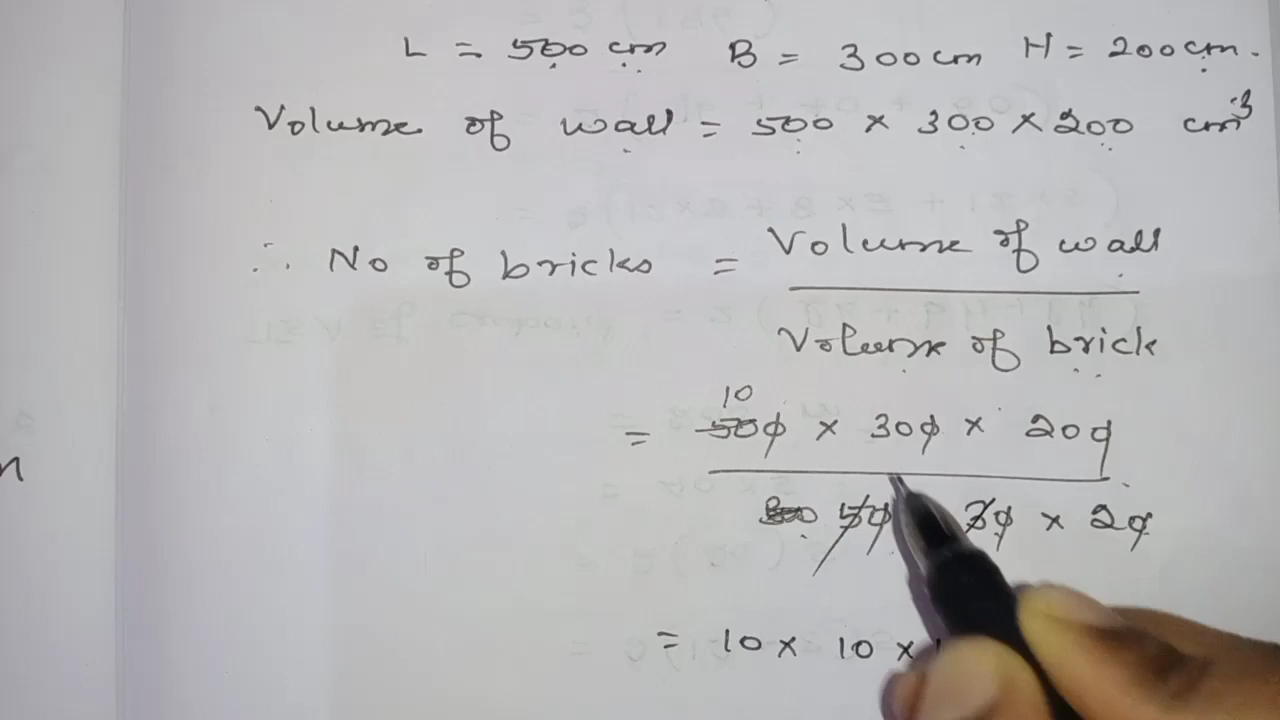 L = 500 cm B = 300 cm H = 200 cm.
Volume of wall = 500 × 300 × 200 cm³
∴ No of bricks = Volume of wall
Volume of brick
10
= 500 × 300 × 200
50 30 × 20
= 10 × 10 ×
n